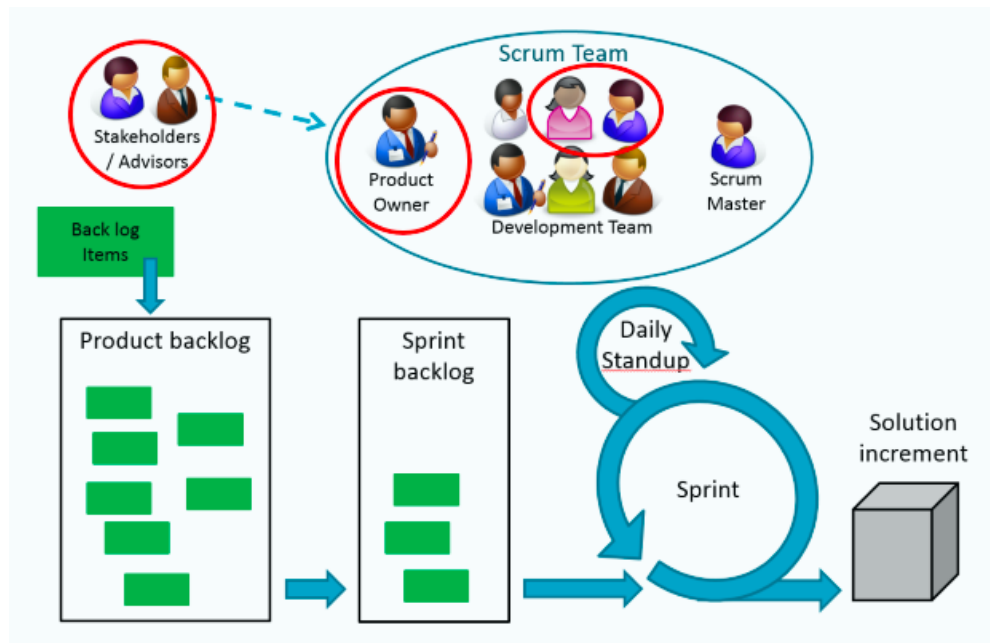 Scrum Team
Stakeholders
/ Advisors
Product
Owner
Development Team
Scrum
Master
Back log
Items
Product backlog
Sprint
backlog
Daily
Standup
Sprint
Solution
increment